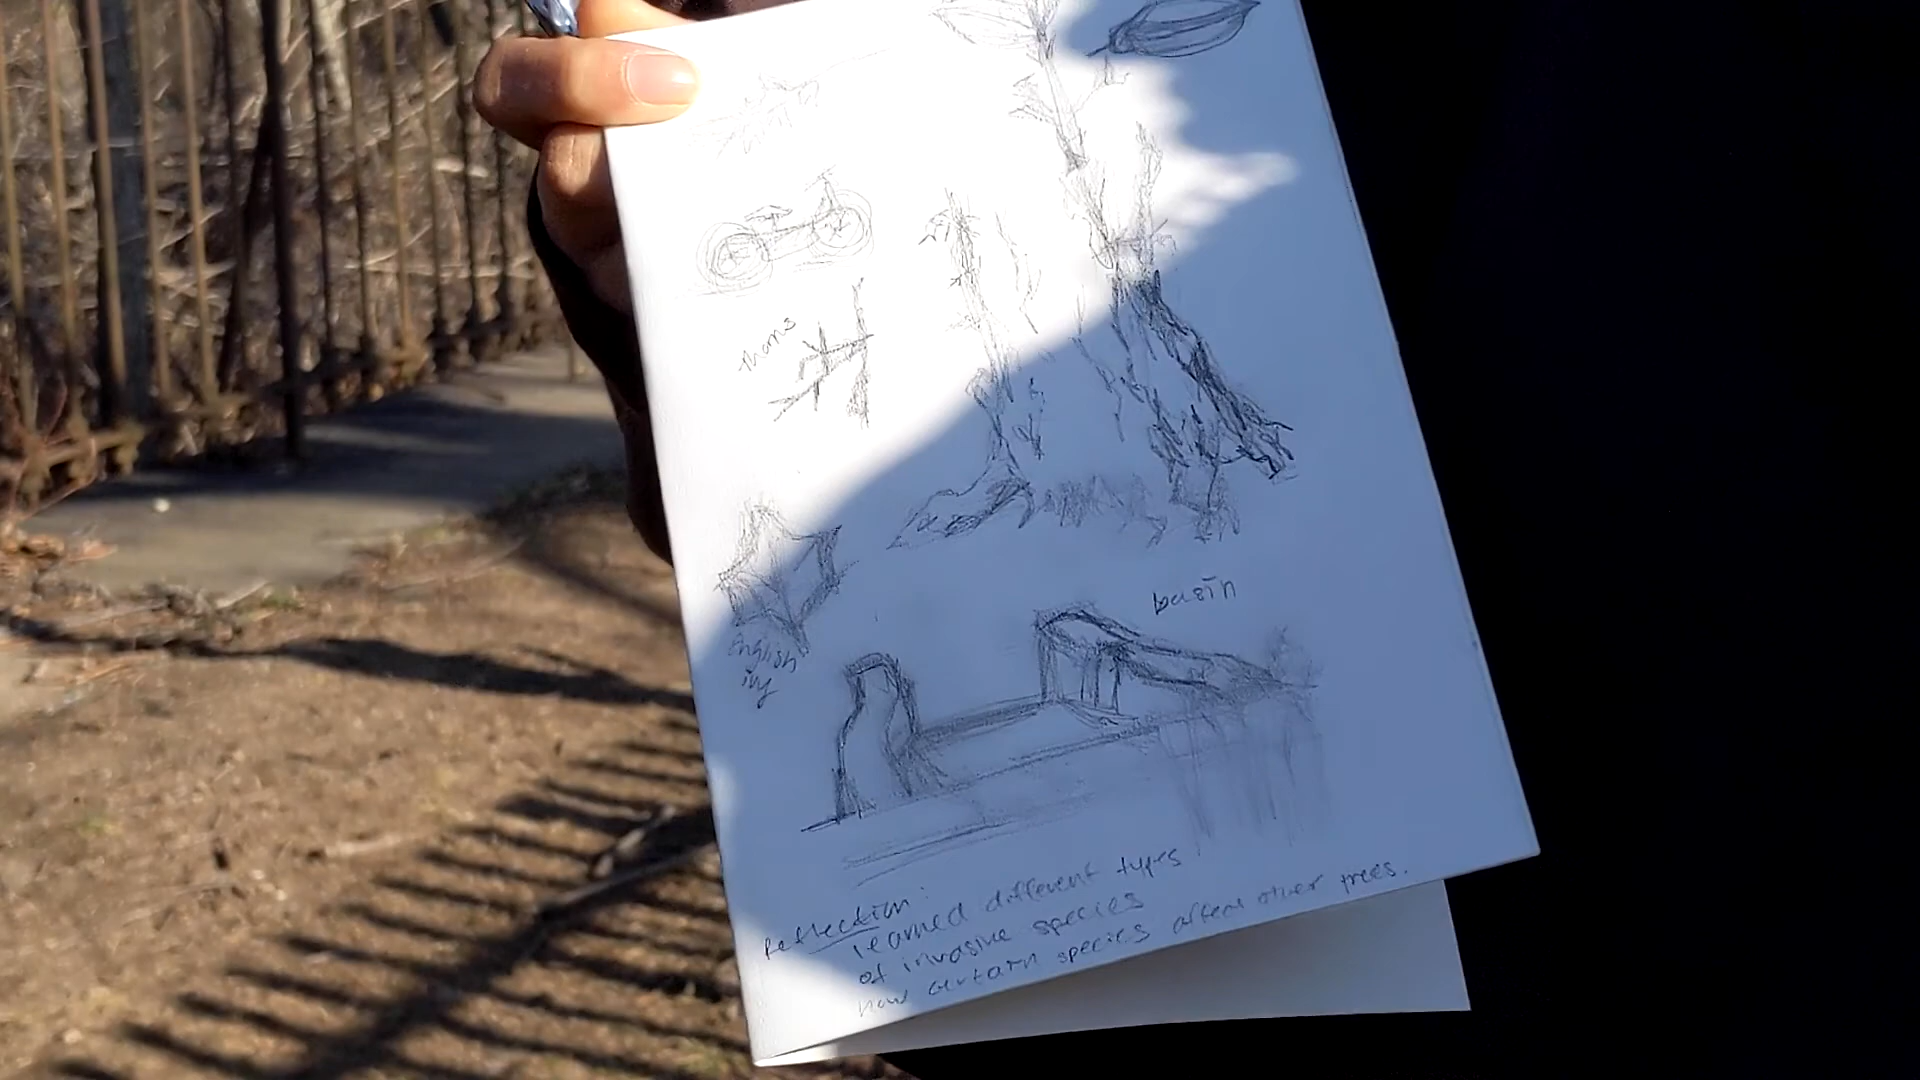 Thorns
English
ivy
basin
Reflection:
learned different types
of invasive species
how certain species affect other trees.